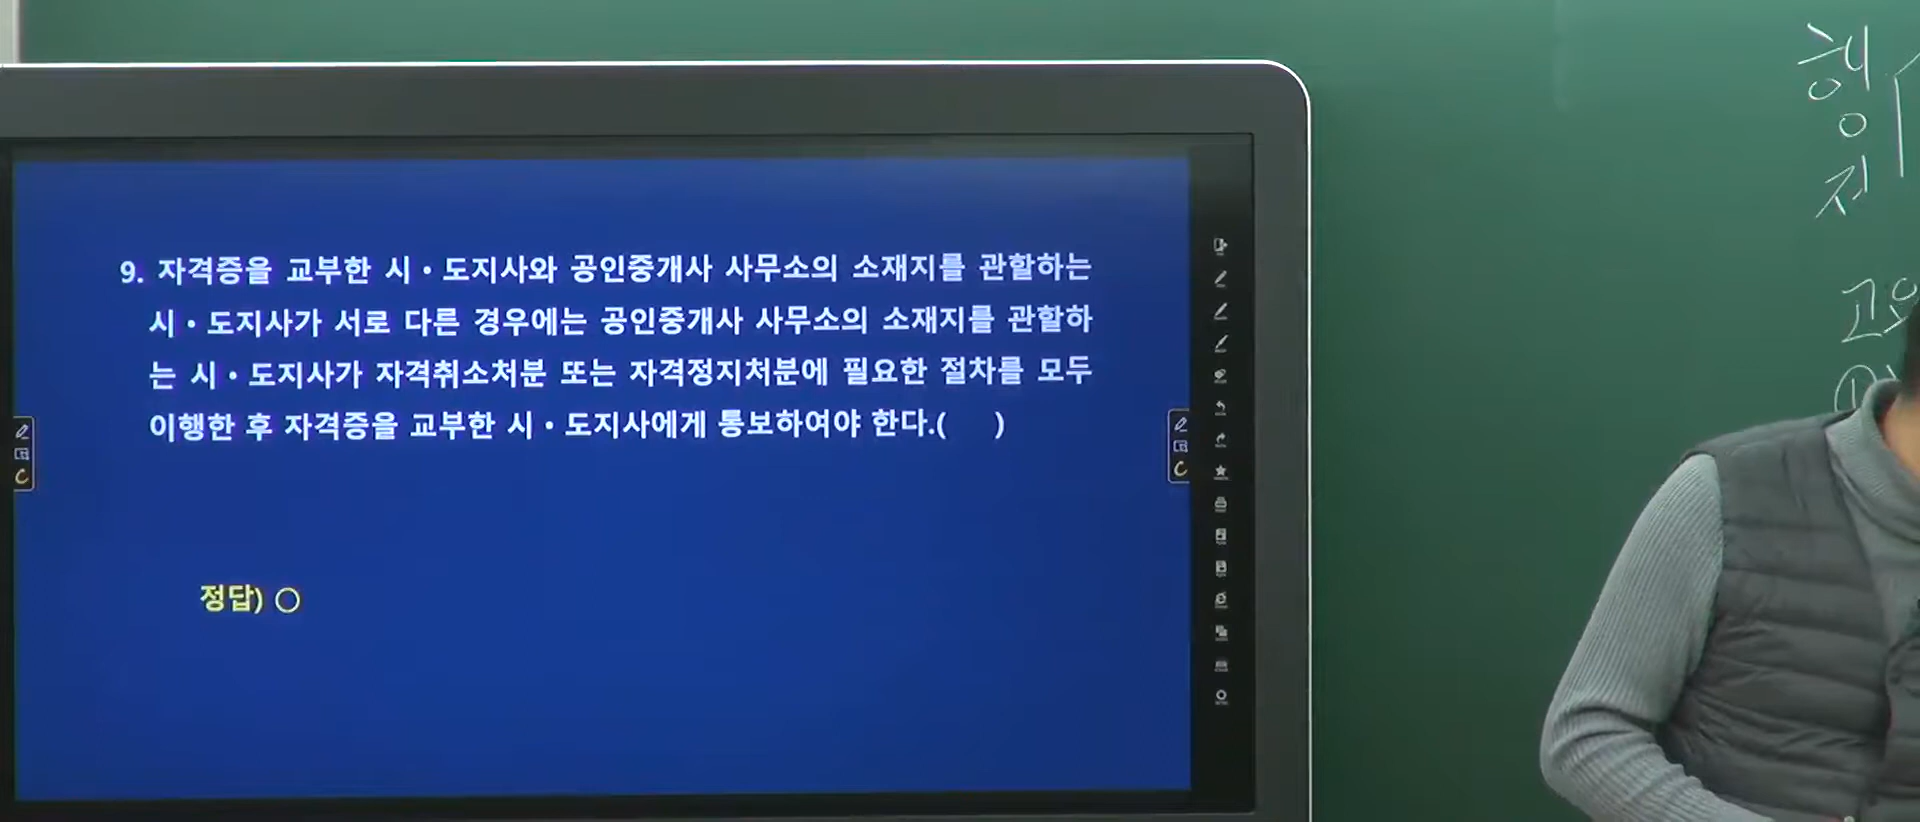 9. 자격증을 교부한 시・도지사와 공인중개사 사무소의 소재지를 관할하는
시・도지사가 서로 다른 경우에는 공인중개사 사무소의 소재지를 관할하
는 시・도지사가 자격취소처분 또는 자격정지처분에 필요한 절차를 모두
이행한 후 자격증을 교부한 시・도지사에게 통보하여야 한다.(    )
정답) ○
행
정